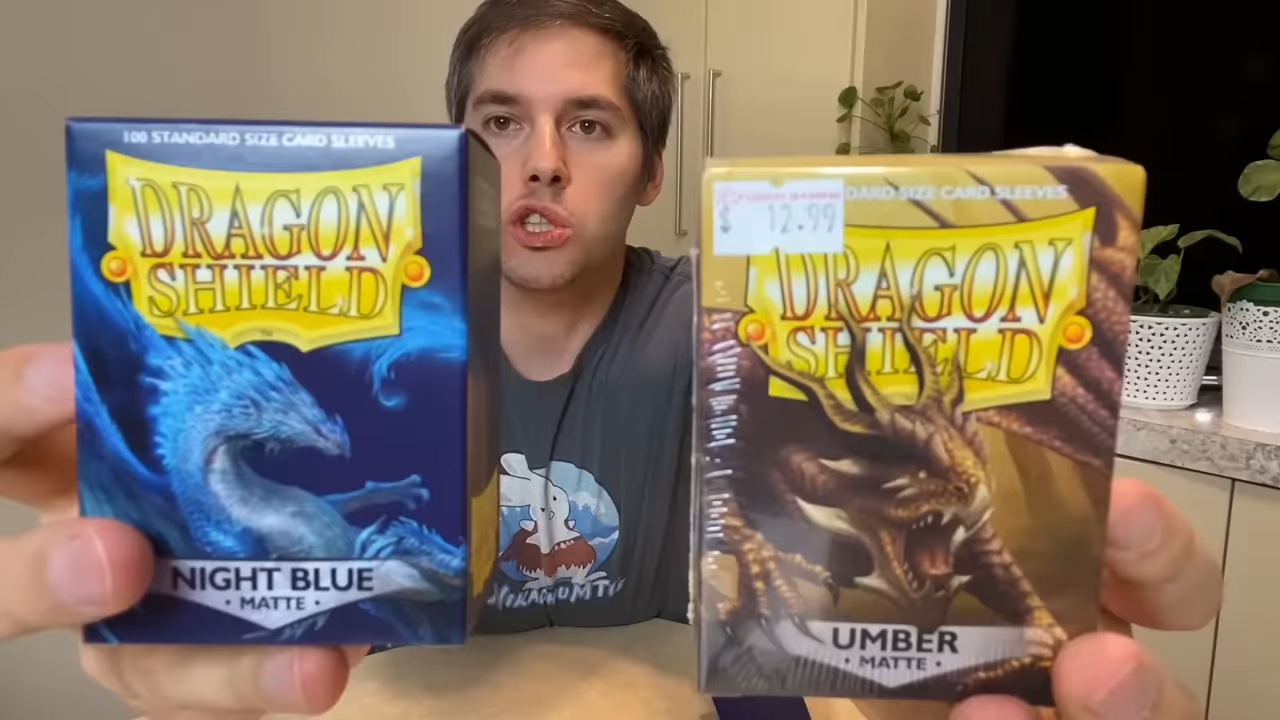 100 STANDARD SIZE CARD SLEEVES
DRAGON
SHIELD
NIGHT BLUE
• MATTE •
DARD SIZE CARD SLEEVES
$ 12.99
DRAGON
SHIELD
UMBER
• MATTE •